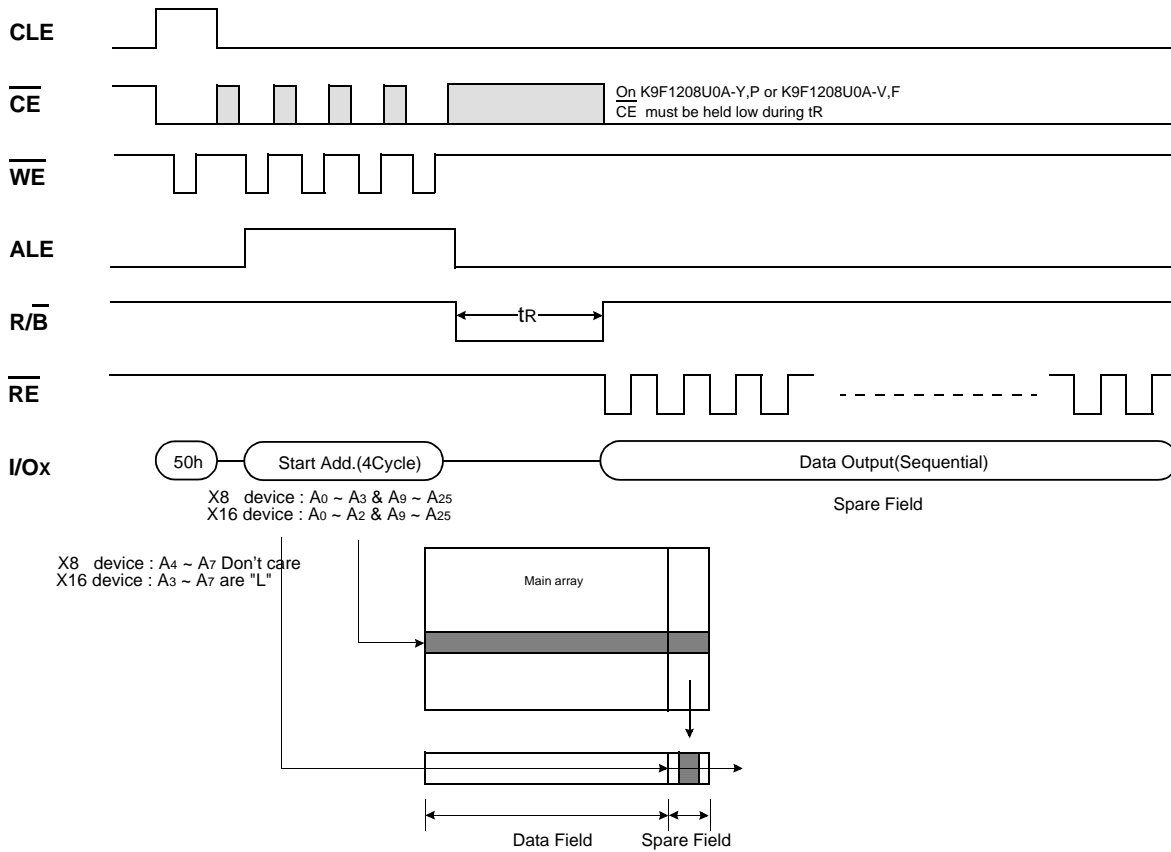 CLE
CE
On K9F1208U0A-Y,P or K9F1208U0A-V,F
CE must be held low during tR
WE
ALE
R/B
tR
RE
I/Ox
50h
Start Add.(4Cycle)
Data Output(Sequential)
X8 device : A0 ~ A3 & A9 ~ A25
X16 device : A0 ~ A2 & A9 ~ A25
Spare Field
X8 device : A4 ~ A7 Don't care
X16 device : A3 ~ A7 are "L"
Main array
Data Field
Spare Field